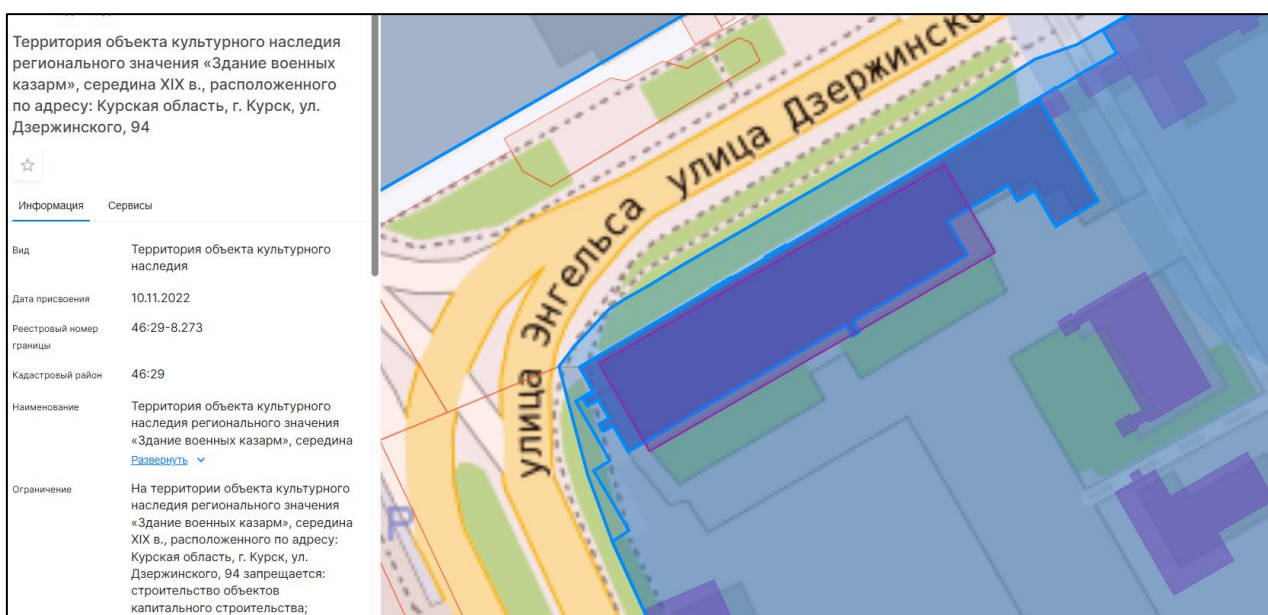 Территория объекта культурного наследия
регионального значения «Здание военных
казарм», середина XIX в., расположенного
по адресу: Курская область, г. Курск, ул.
Дзержинского, 94
Информация Сервисы
Вид Территория объекта культурного
наследия
Дата присвоения 10.11.2022
Реестровый номер 46:29-8.273
границы
Кадастровый район 46:29
Наименование Территория объекта культурного
наследия регионального значения
«Здание военных казарм», середина
Развернуть
Ограничение На территории объекта культурного
наследия регионального значения
«Здание военных казарм», середина
XIX в., расположенного по адресу:
Курская область, г. Курск, ул.
Дзержинского, 94 запрещается:
строительство объектов
капитального строительства;
улица Дзержинско
улица Энгельса
P